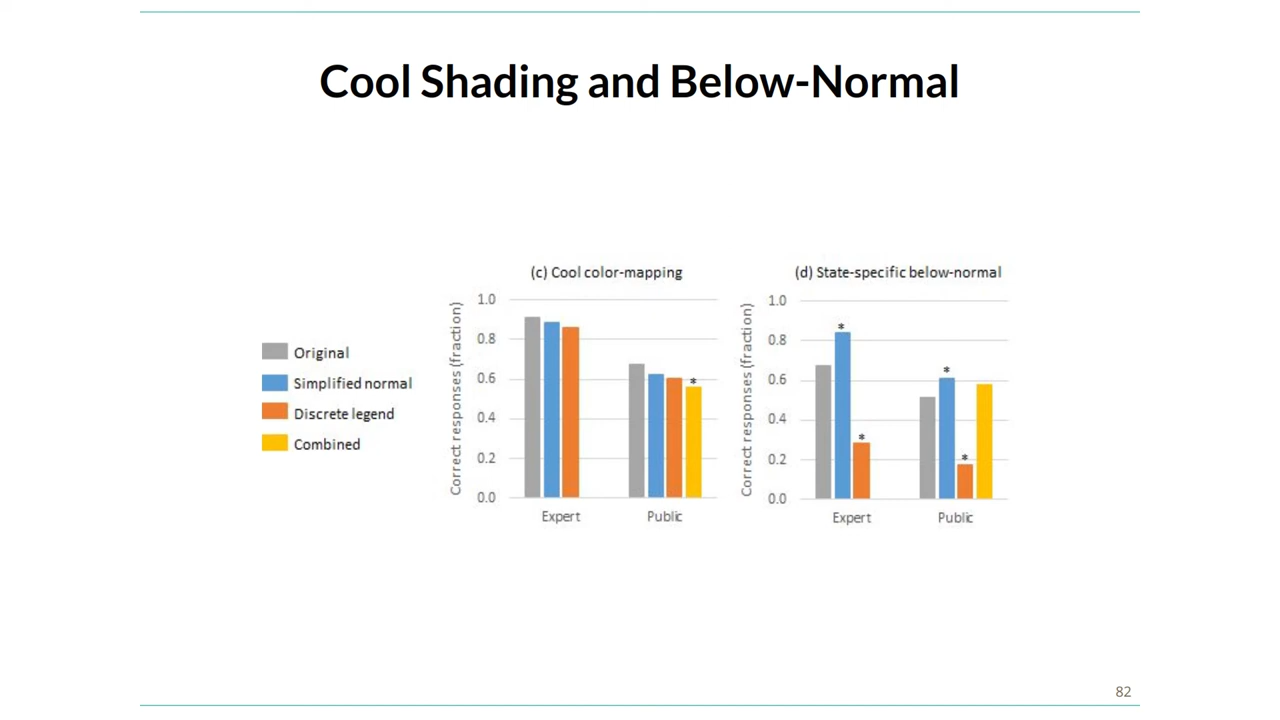 Cool Shading and Below-Normal
Original
Simplified normal
Discrete legend
Combined
(c) Cool color-mapping
Correct responses (fraction)
1.0
0.8
0.6
0.4
0.2
0.0
*
Expert
Public
(d) State-specific below-normal
Correct responses (fraction)
1.0
0.8
0.6
0.4
0.2
0.0
*
*
*
*
Expert
Public
82